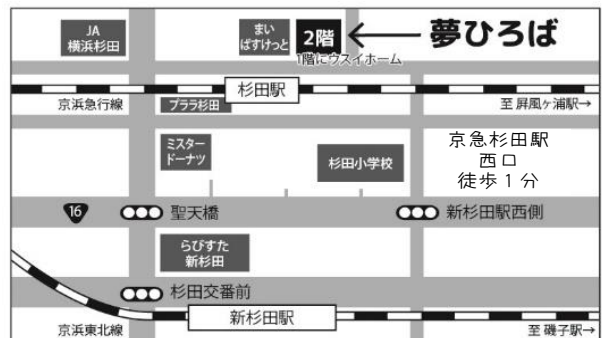 JA
横浜杉田
まい
ばすけっと
2階
夢ひろば
1階にウスイホーム
杉田駅
京浜急行線
プララ杉田
至 屏風ヶ浦駅→
ミスター
ドーナツ
杉田小学校
京急杉田駅
西口
徒歩1分
16
聖天橋
新杉田駅西側
らびすた
新杉田
杉田交番前
新杉田駅
京浜東北線
至 磯子駅→